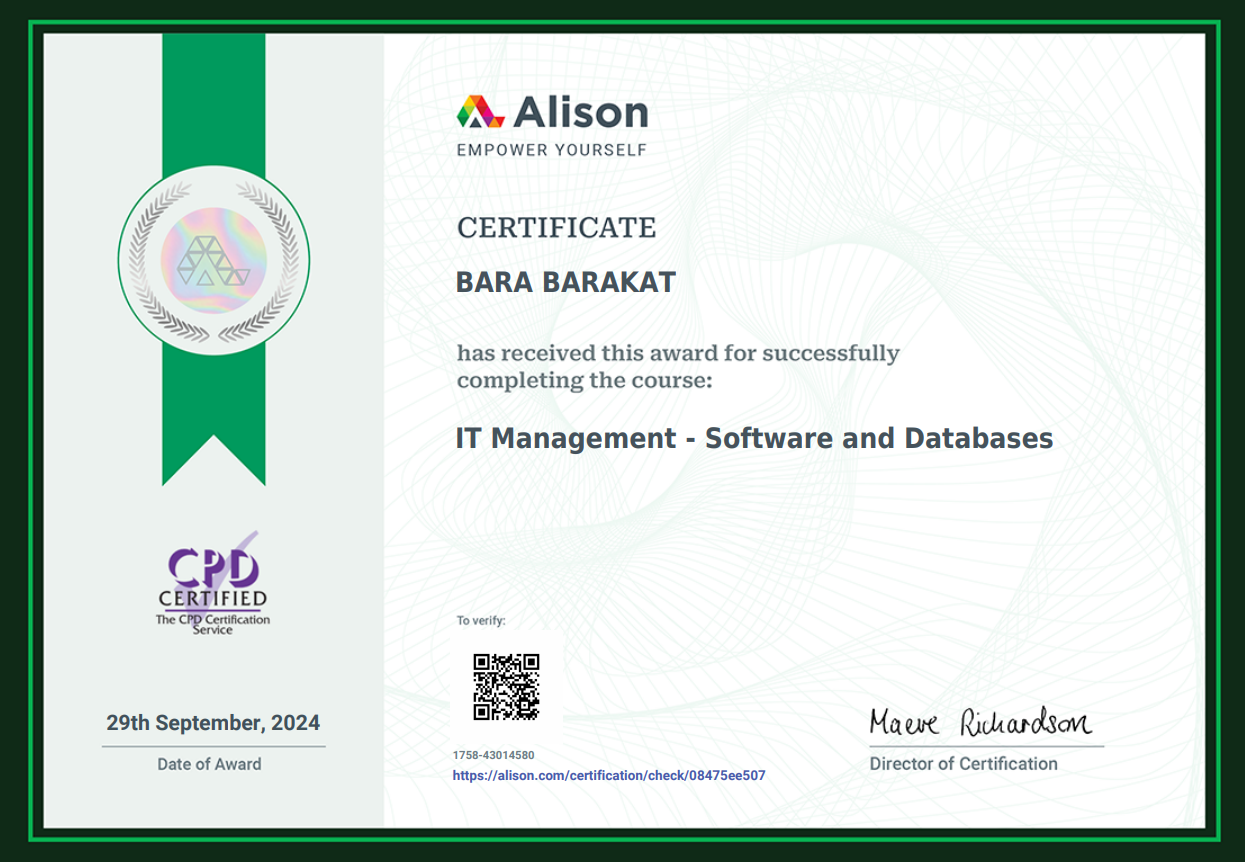 Alison
EMPOWER YOURSELF
CERTIFICATE
BARA BARAKAT
has received this award for successfully
completing the course:
IT Management - Software and Databases
CPD
CERTIFIED
The CPD Certification
Service
To verify:
29th September, 2024
Date of Award
1758-43014580
https://alison.com/certification/check/08475ee507
Maeve Richardson
Director of Certification